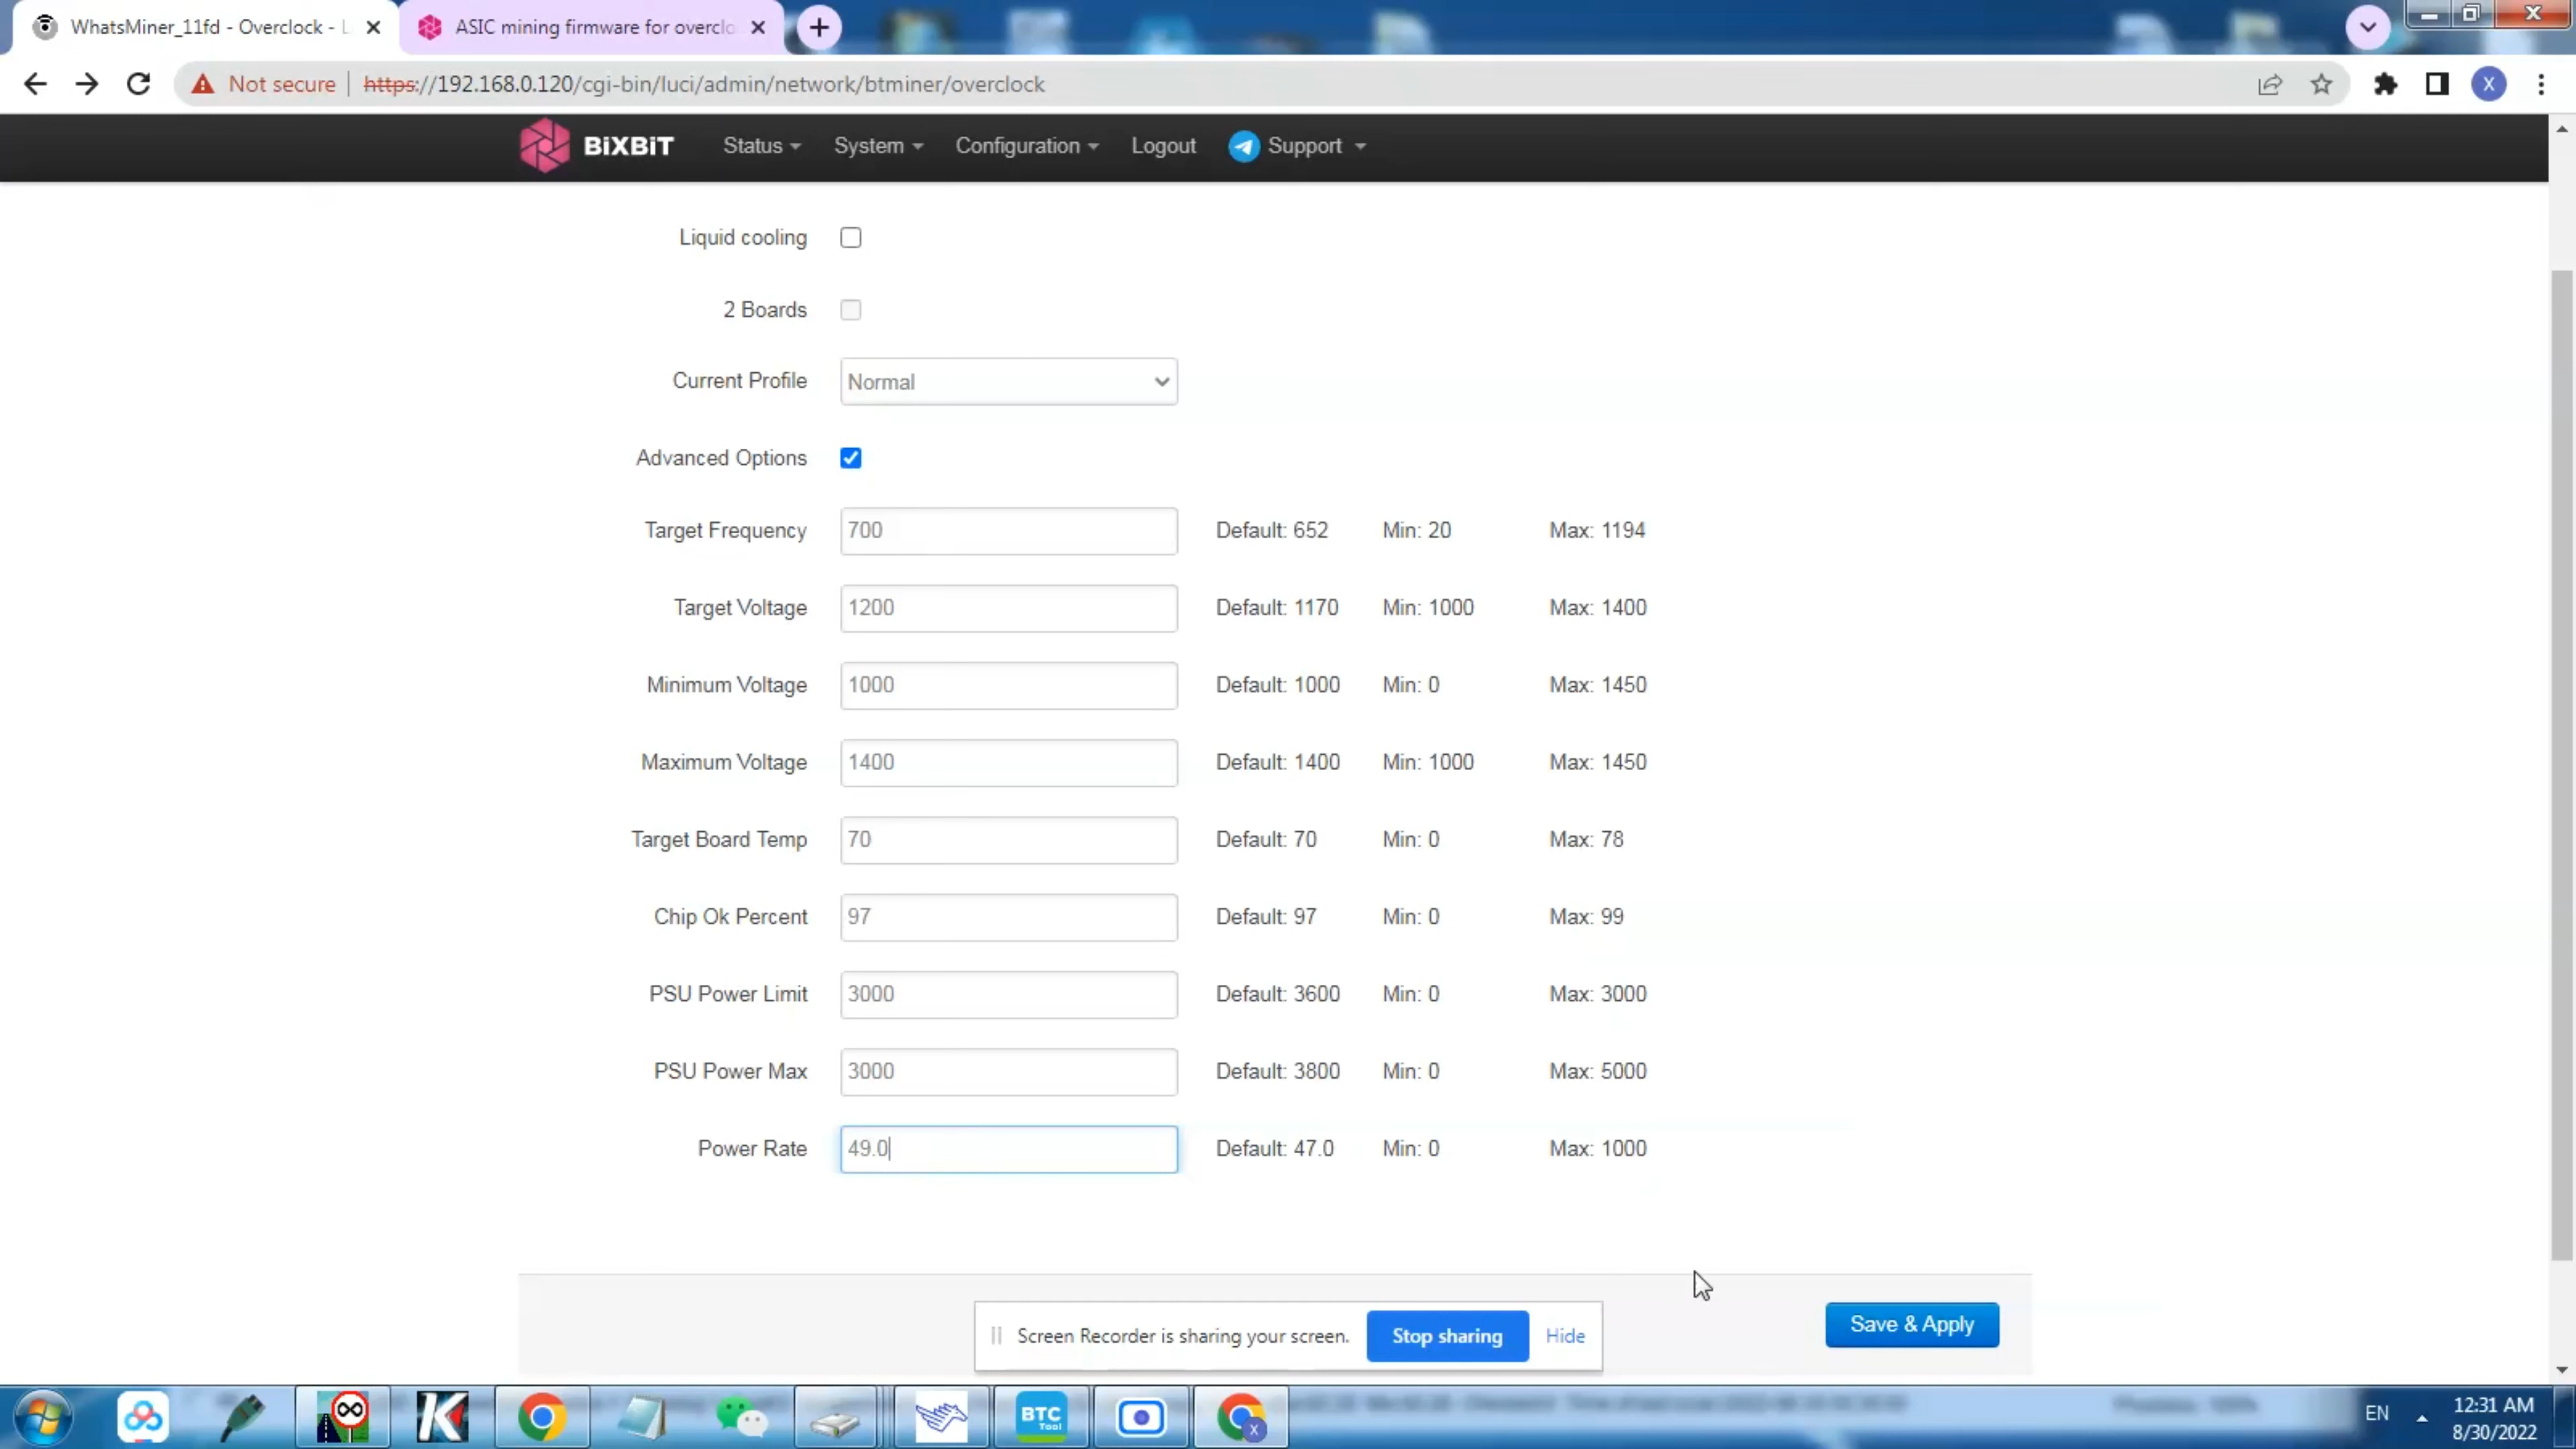 WhatsMiner_11fd - Overclock - L
ASIC mining firmware for overclo
Not secure
https://192.168.0.120/cgi-bin/luci/admin/network/btminer/overclock
X
BiXBiT
Status
System
Configuration
Logout
Support
Liquid cooling
2 Boards
Current Profile Normal
Advanced Options
Target Frequency 700 Default: 652 Min: 20 Max: 1194
Target Voltage 1200 Default: 1170 Min: 1000 Max: 1400
Minimum Voltage 1000 Default: 1000 Min: 0 Max: 1450
Maximum Voltage 1400 Default: 1400 Min: 1000 Max: 1450
Target Board Temp 70 Default: 70 Min: 0 Max: 78
Chip Ok Percent 97 Default: 97 Min: 0 Max: 99
PSU Power Limit 3000 Default: 3600 Min: 0 Max: 3000
PSU Power Max 3000 Default: 3800 Min: 0 Max: 5000
Power Rate 49.0 Default: 47.0 Min: 0 Max: 1000
Screen Recorder is sharing your screen. Stop sharing Hide
Save & Apply
K
BTC
Tool
X
EN
12:31 AM
8/30/2022